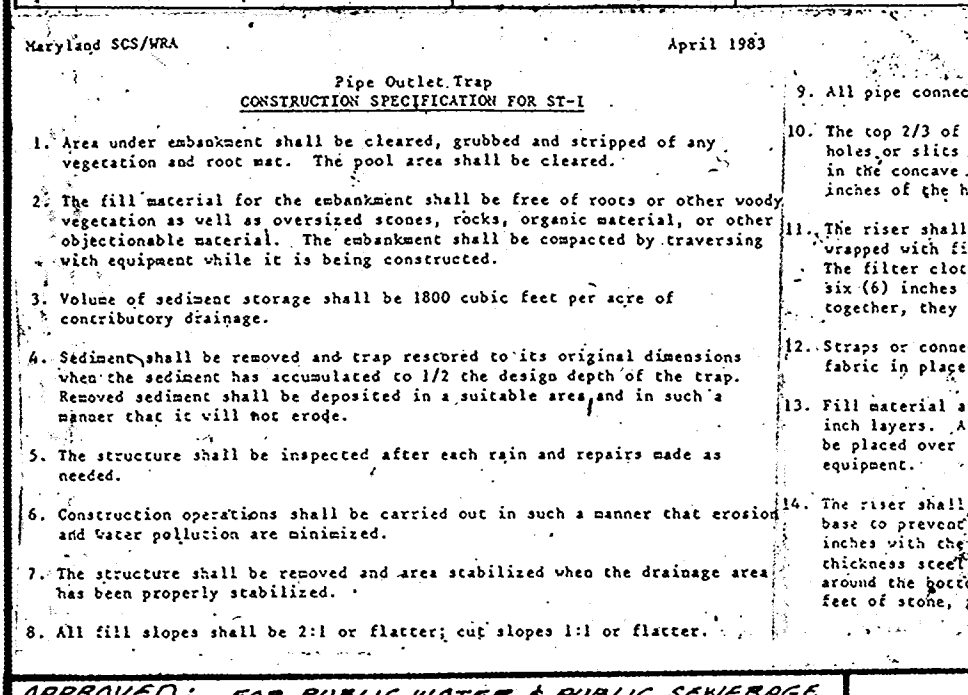 Maryland SCS/WRA
April 1983
Pipe Outlet Trap
CONSTRUCTION SPECIFICATION FOR ST-I
1. Area under embankment shall be cleared, grubbed and stripped of any
vegetation and root mat. The pool area shall be cleared.
2. The fill material for the embankment shall be free of roots or other woody
vegetation as well as oversized stones, rocks, organic material, or other
objectionable material. The embankment shall be compacted by traversing
with equipment while it is being constructed.
3. Volume of sediment storage shall be 1800 cubic feet per acre of
contributory drainage.
4. Sediment shall be removed and trap restored to its original dimensions
when the sediment has accumulated to 1/2 the design depth of the trap.
Removed sediment shall be deposited in a suitable area and in such a
manner that it will not erode.
5. The structure shall be inspected after each rain and repairs made as
needed.
6. Construction operations shall be carried out in such a manner that erosion
and water pollution are minimized.
7. The structure shall be removed and area stabilized when the drainage area
has been properly stabilized.
8. All fill slopes shall be 2:1 or flatter; cut slopes 1:1 or flatter.
9. All pipe connec
10. The top 2/3 of
holes or slits
in the concave
inches of the h
11. The riser shall
wrapped with fi
The filter clot
six (6) inches
together, they
12. Straps or conne
fabric in place
13. Fill material a
inch layers. A
be placed over
equipment.
14. The riser shall
base to prevent
inches with the
thickness steel
around the botto
feet of stone,
APPROVED: FOR PUBLIC WATER & PUBLIC SEWERAGE